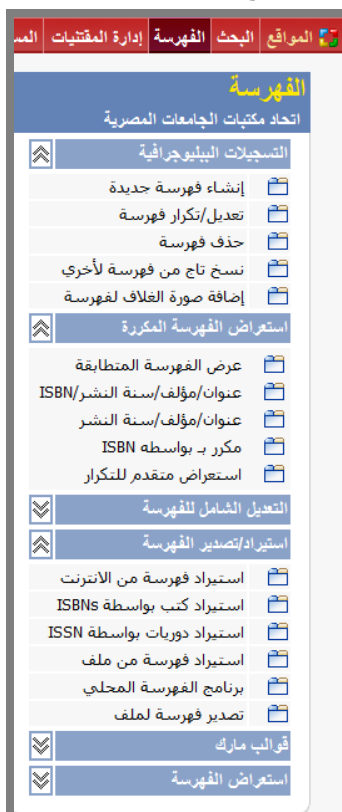 المواقع البحث الفهرسة إدارة المقتنيات
الفهرسة
اتحاد مكتبات الجامعات المصرية
التسجيلات الببليوجرافية
إنشاء فهرسة جديدة
تعديل/تكرار فهرسة
حذف فهرسة
نسخ تاج من فهرسة لأخري
إضافة صورة الغلاف لفهرسة
استعراض الفهرسة المكررة
عرض الفهرسة المتطابقة
عنوان/مؤلف/سنة النشر/ISBN
عنوان/مؤلف/سنة النشر
مكرر بـ بواسطه ISBN
استعراض متقدم للتكرار
التعديل الشامل للفهرسة
استيراد/تصدير الفهرسة
استيراد فهرسة من الانترنت
استيراد كتب بواسطة ISBNs
استيراد دوريات بواسطة ISSN
استيراد فهرسة من ملف
برنامج الفهرسة المحلي
تصدير فهرسة لملف
قوالب مارك
استعراض الفهرسة